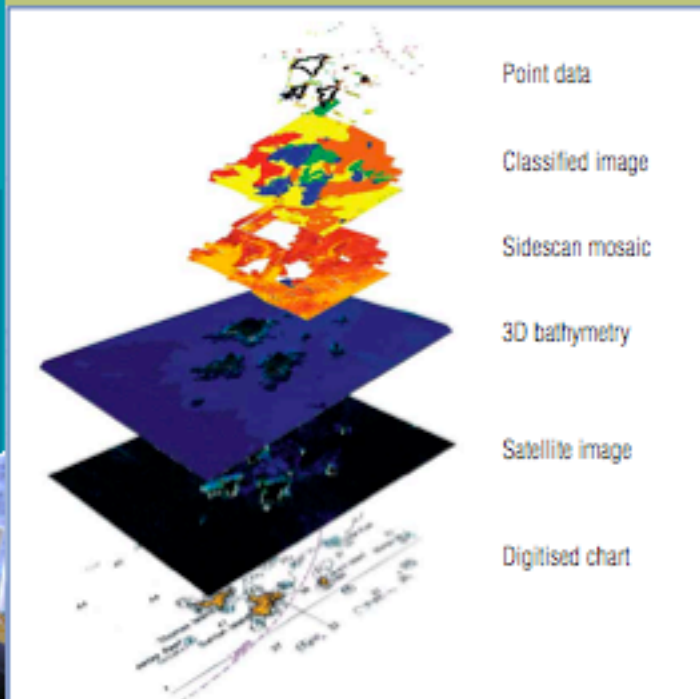 Point data
Classified image
Sidescan mosaic
3D bathymetry
Satellite image
Digitised chart